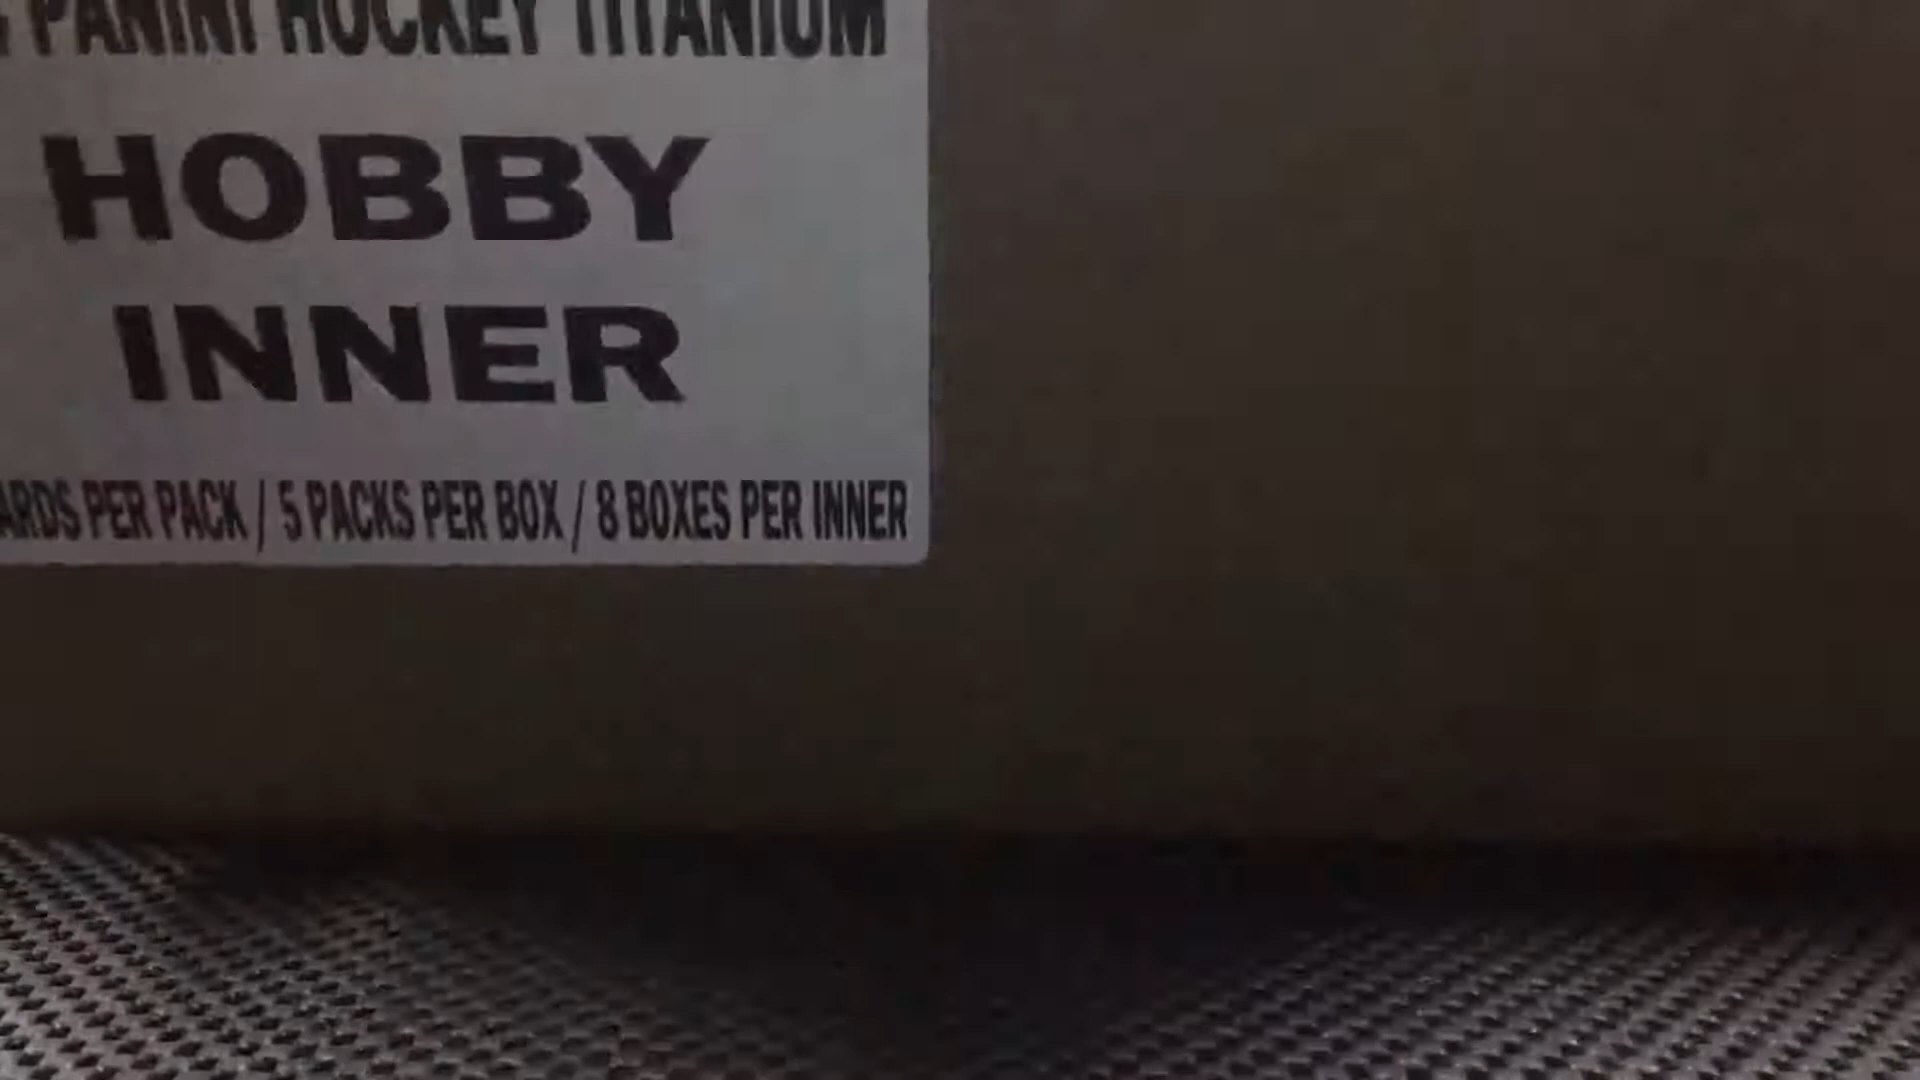 PANINI HOCKEY TITANIUM
HOBBY
INNER
ARDS PER PACK / 5 PACKS PER BOX / 8 BOXES PER INNER